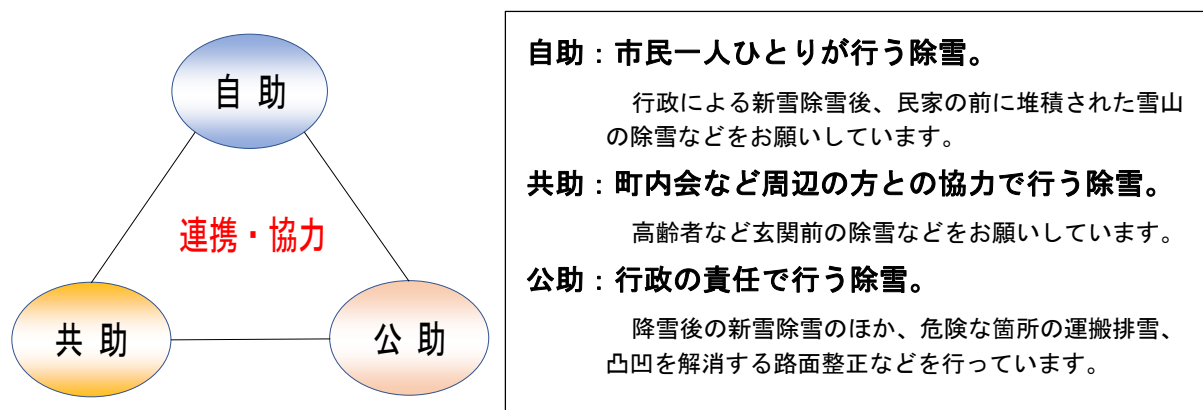 自助
連携・協力
共助
公助
自助：市民一人ひとりが行う除雪。
行政による新雪除雪後、民家の前に堆積された雪山
の除雪などをお願いしています。
共助：町内会など周辺の方との協力で行う除雪。
高齢者など玄関前の除雪などをお願いしています。
公助：行政の責任で行う除雪。
降雪後の新雪除雪のほか、危険な箇所の運搬排雪、
凸凹を解消する路面整正などを行っています。